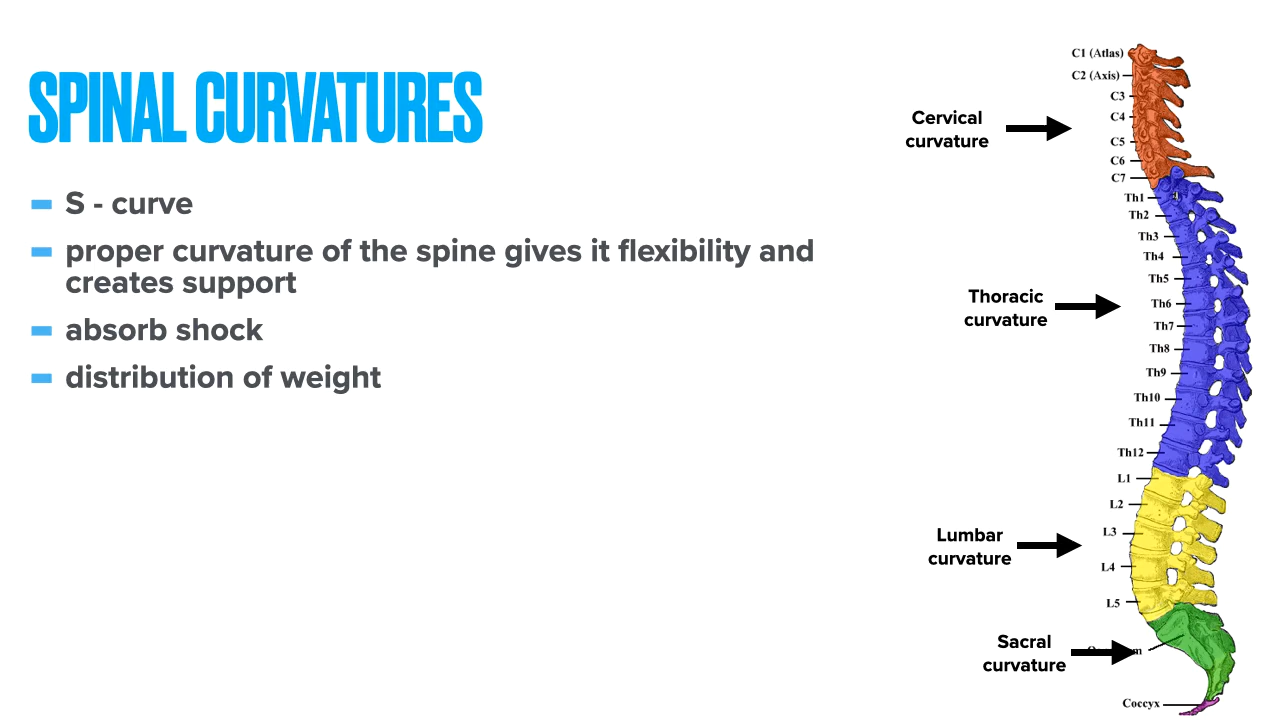 SPINAL CURVATURES
S - curve
proper curvature of the spine gives it flexibility and
creates support
absorb shock
distribution of weight
Cervical
curvature
Thoracic
curvature
Lumbar
curvature
Sacral
curvature
C1 (Atlas)
C2 (Axis)
C3
C4
C5
C6
C7
Th1
Th2
Th3
Th4
Th5
Th6
Th7
Th8
Th9
Th10
Th11
Th12
L1
L2
L3
L4
L5
Coccyx